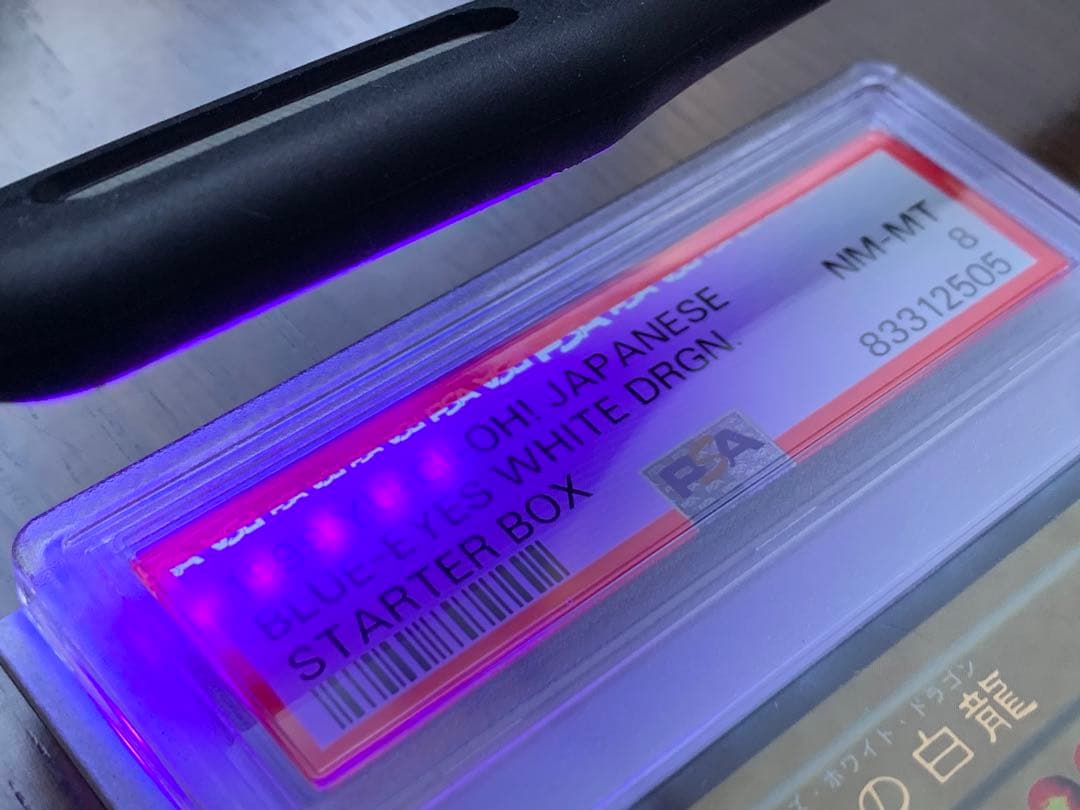 OH! JAPANESE
NM-MT
BLUE-EYES WHITE DRGN.
8
STARTER BOX
83312505
PSA
ホワイト・ドラゴン
の白龍